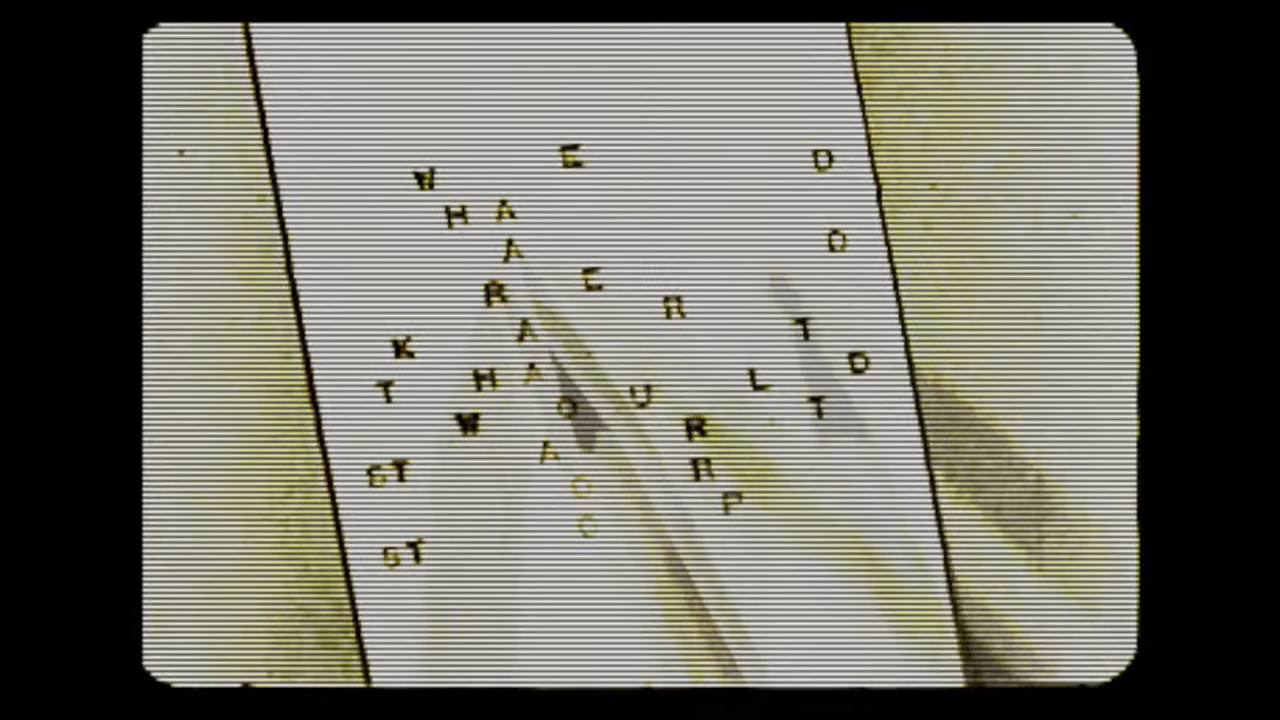 W E
H A D
A
R E O
K A R
T H A T
W O U L D
ST A R T
O R
ST O P